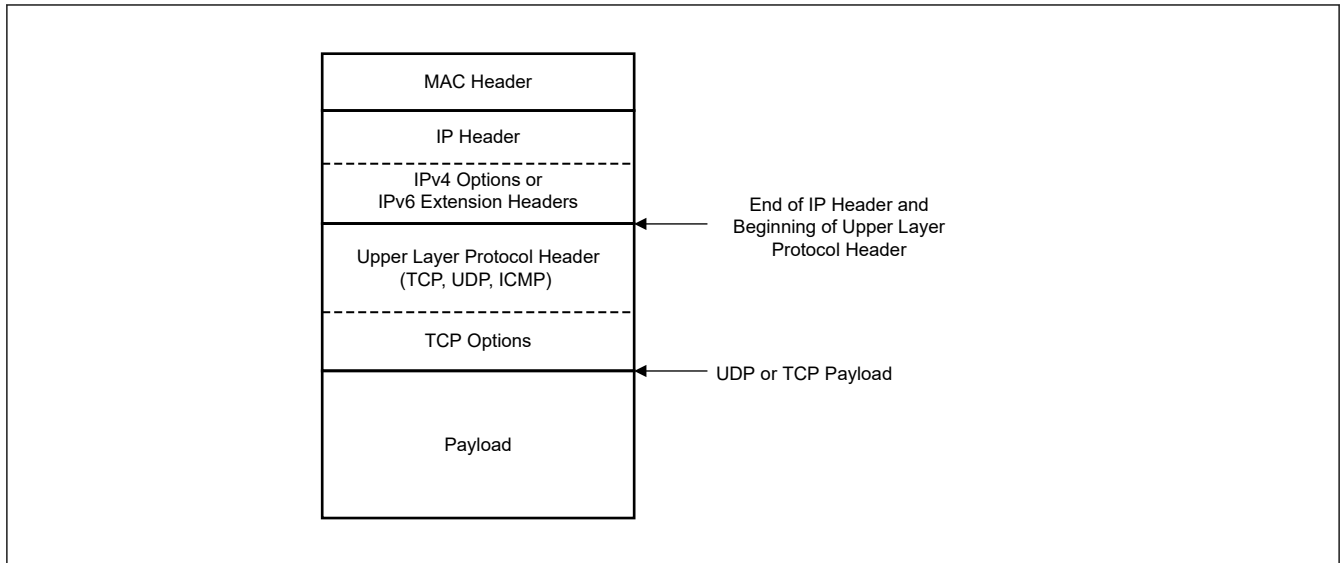 MAC Header
IP Header
IPv4 Options or
IPv6 Extension Headers
End of IP Header and
Beginning of Upper Layer
Protocol Header
Upper Layer Protocol Header
(TCP, UDP, ICMP)
TCP Options
UDP or TCP Payload
Payload